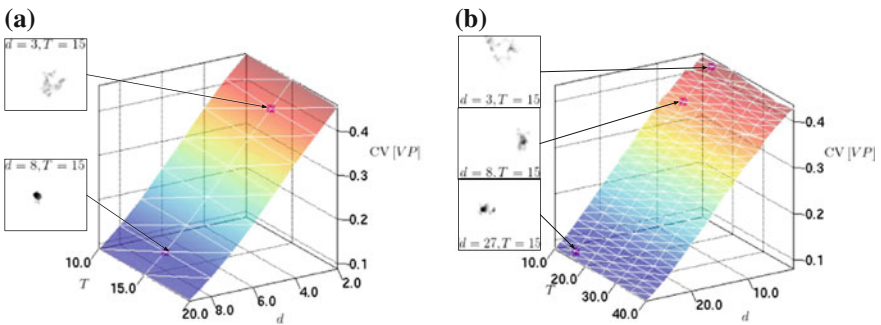 (a)
d = 3, T = 15
d = 8, T = 15
0.4
CV [VP]
0.3
0.2
0.1
10.0
T
15.0
20.0
8.0
6.0
d
4.0
2.0
(b)
d = 3, T = 15
d = 8, T = 15
d = 27, T = 15
0.4
CV [VP]
0.3
0.2
0.1
10.0
T
20.0
30.0
40.0
20.0
d
10.0